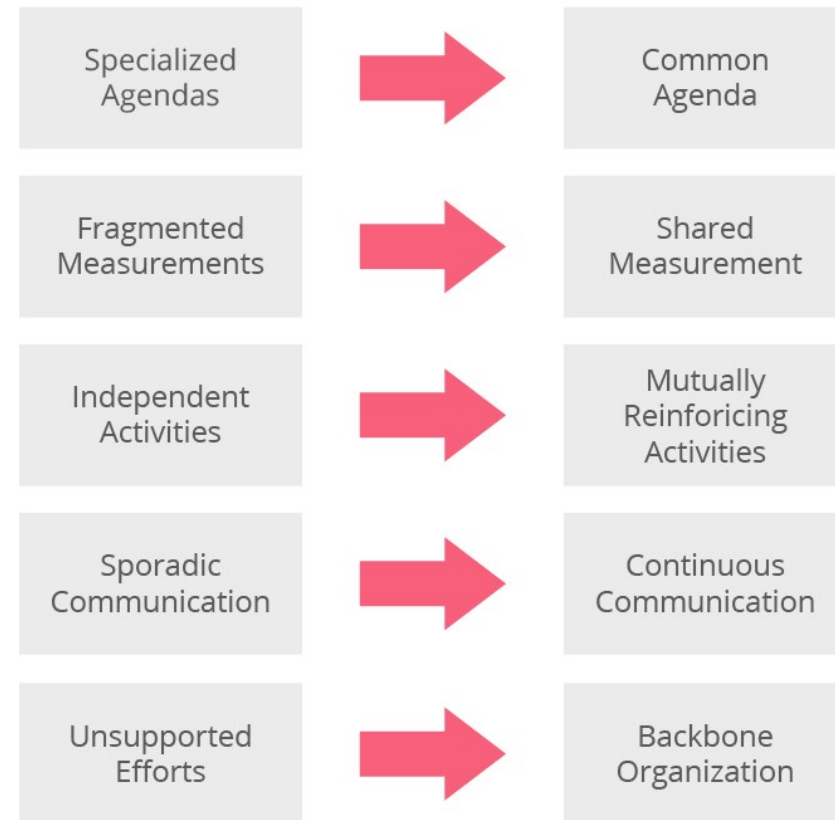 Specialized
Agendas
Common
Agenda
Fragmented
Measurements
Shared
Measurement
Independent
Activities
Mutually
Reinforicing
Activities
Sporadic
Communication
Continuous
Communication
Unsupported
Efforts
Backbone
Organization